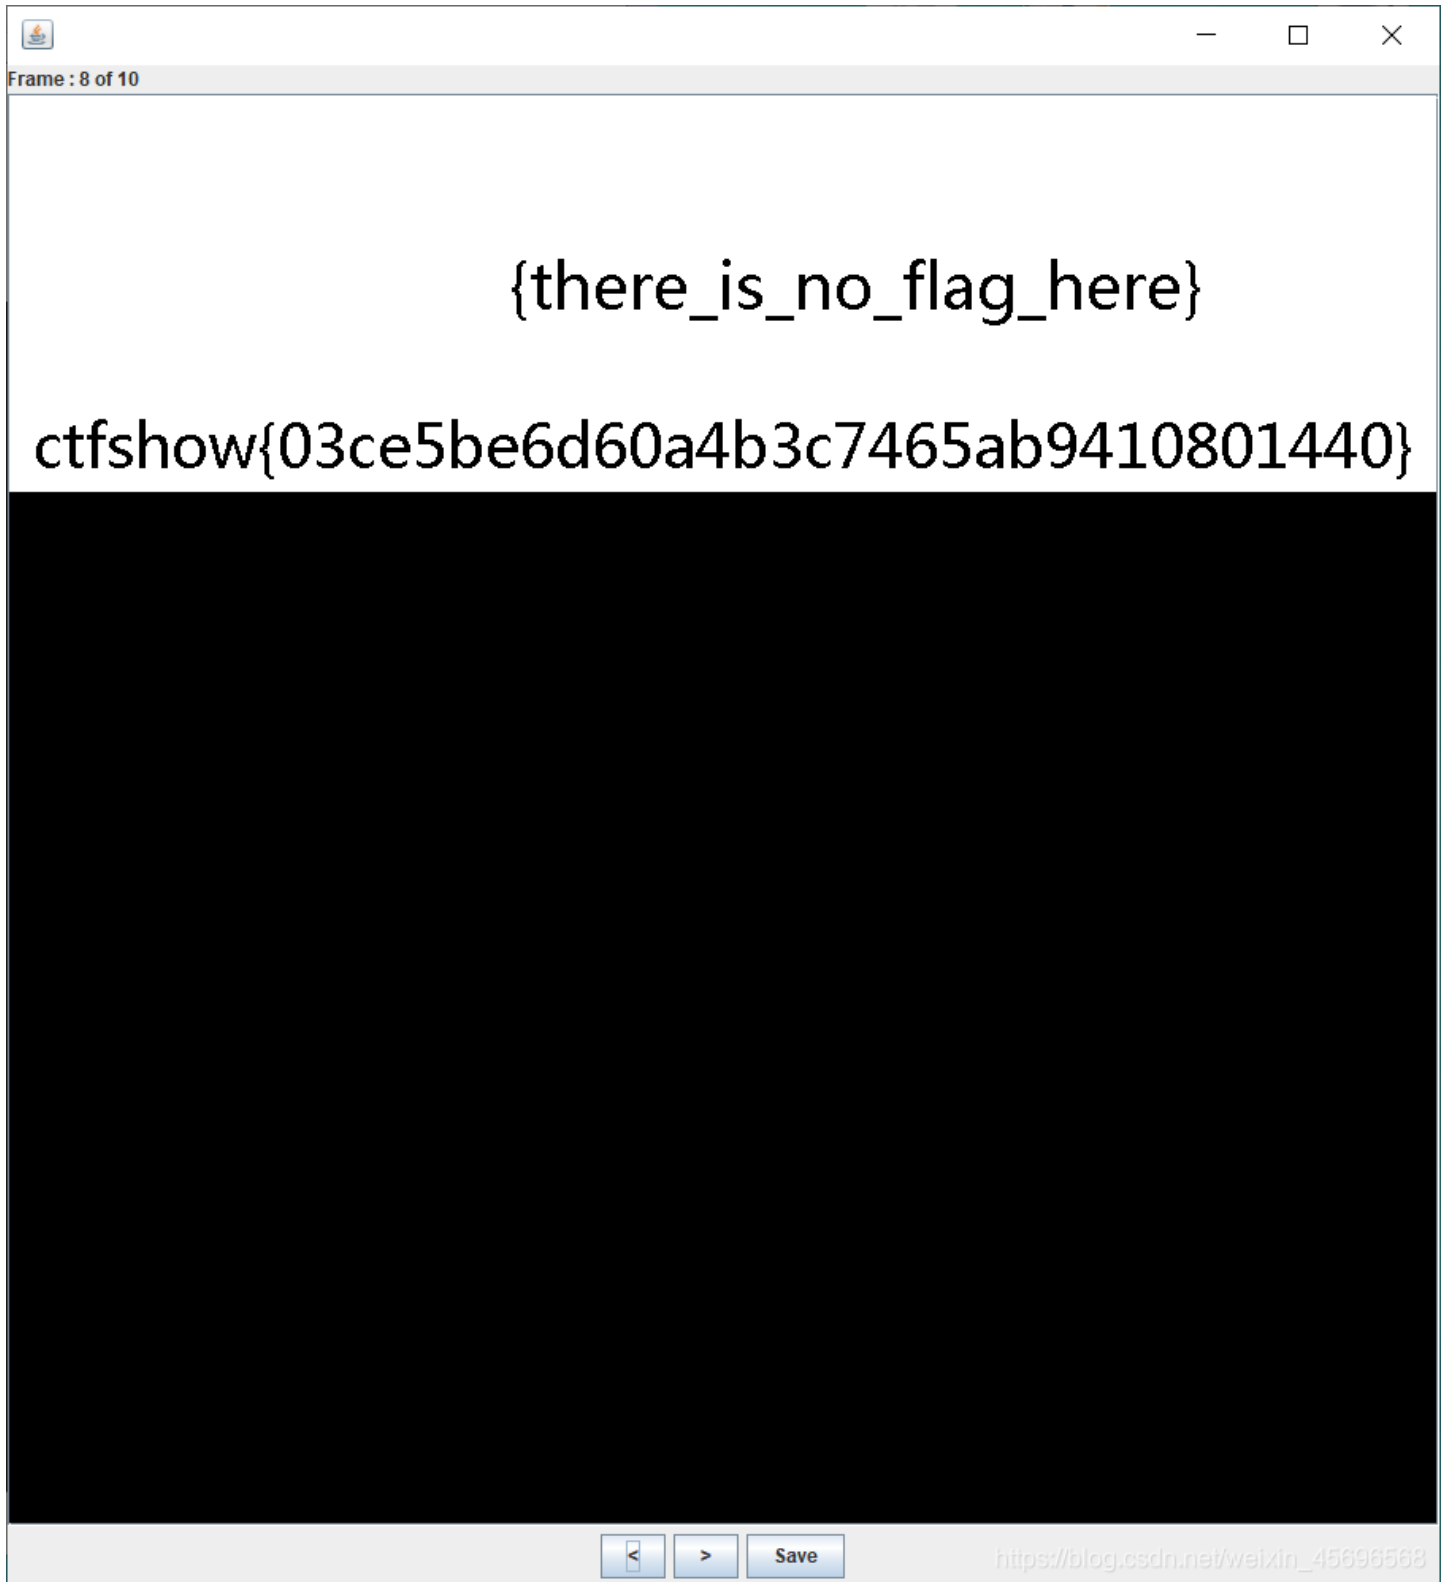 Frame : 8 of 10
{there_is_no_flag_here}
ctfshow{03ce5be6d60a4b3c7465ab9410801440}
< > Save
https://blog.csdn.net/weixin_45696568